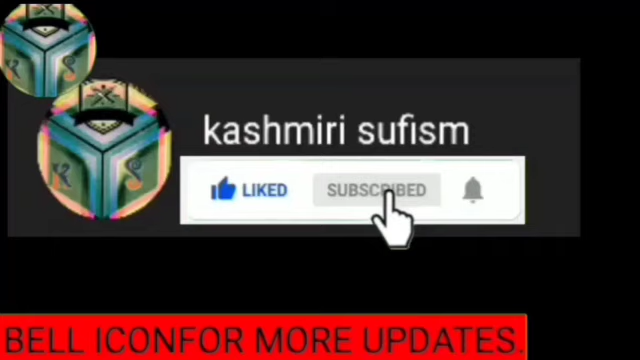 kashmiri sufism
LIKED SUBSCRIBED
BELL ICONFOR MORE UPDATES.